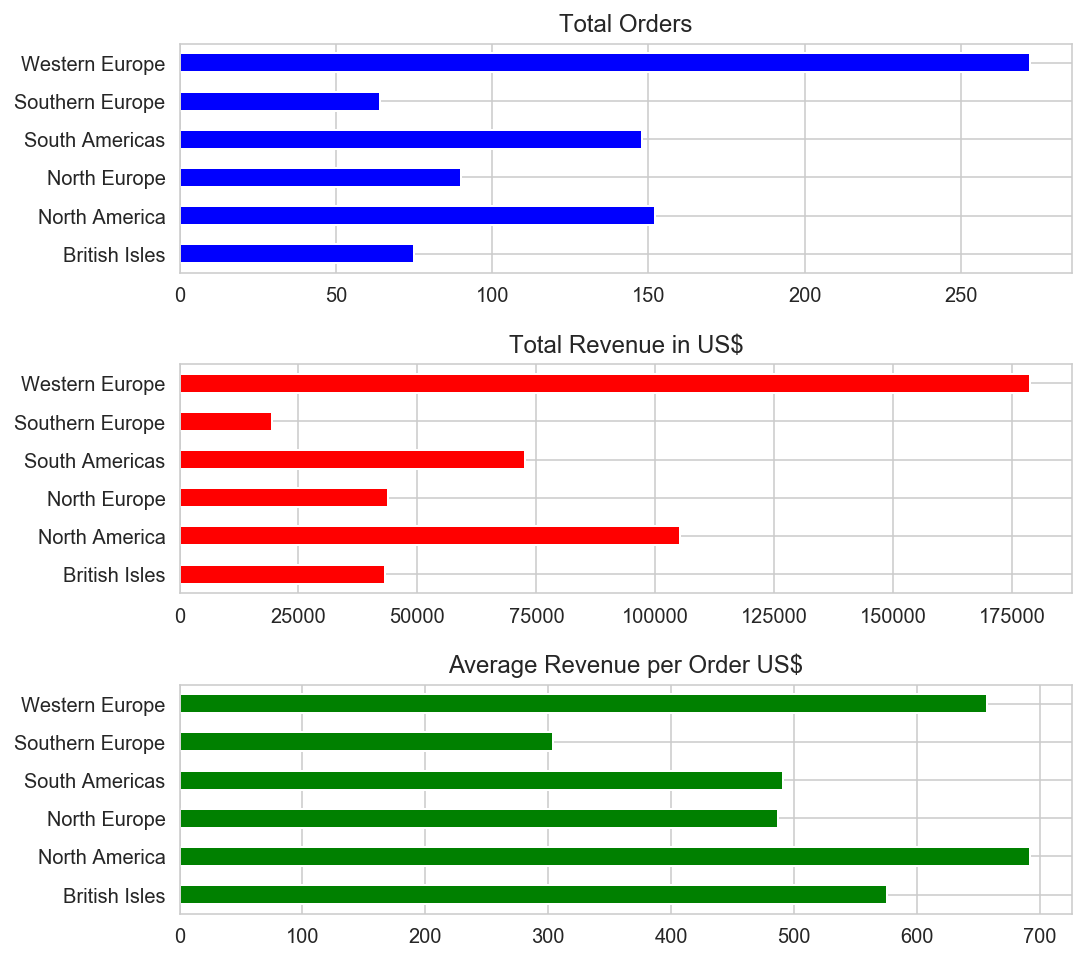 Total Orders
Western Europe
Southern Europe
South Americas
North Europe
North America
British Isles
0 50 100 150 200 250
Total Revenue in US$
Western Europe
Southern Europe
South Americas
North Europe
North America
British Isles
0 25000 50000 75000 100000 125000 150000 175000
Average Revenue per Order US$
Western Europe
Southern Europe
South Americas
North Europe
North America
British Isles
0 100 200 300 400 500 600 700